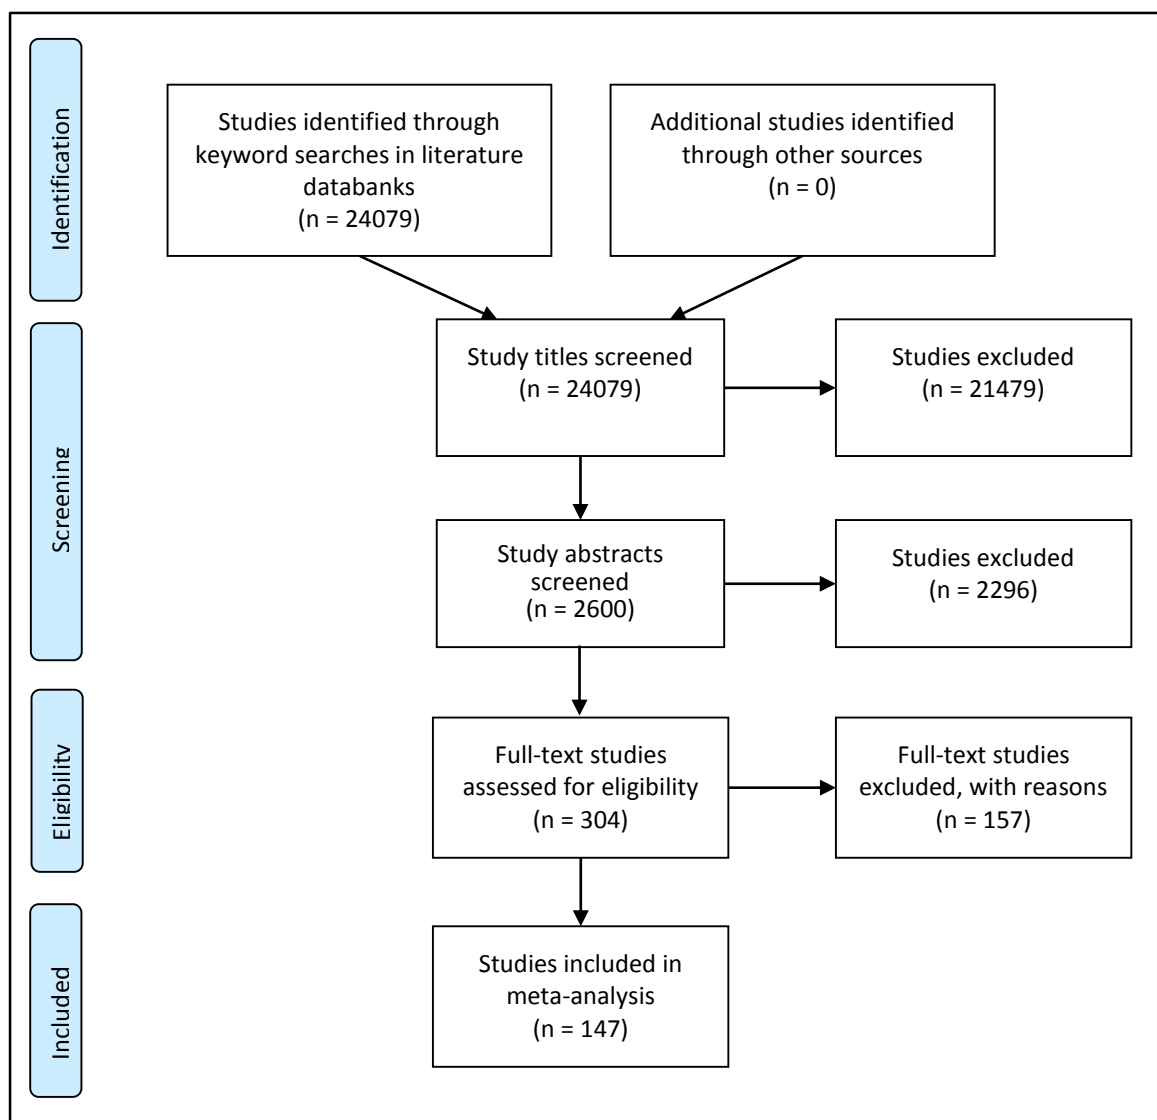 Identification
Studies identified through
keyword searches in literature
databanks
(n = 24079)
Additional studies identified
through other sources
(n = 0)
Screening
Study titles screened
(n = 24079)
Studies excluded
(n = 21479)
Study abstracts
screened
(n = 2600)
Studies excluded
(n = 2296)
Eligibility
Full-text studies
assessed for eligibility
(n = 304)
Full-text studies
excluded, with reasons
(n = 157)
Included
Studies included in
meta-analysis
(n = 147)